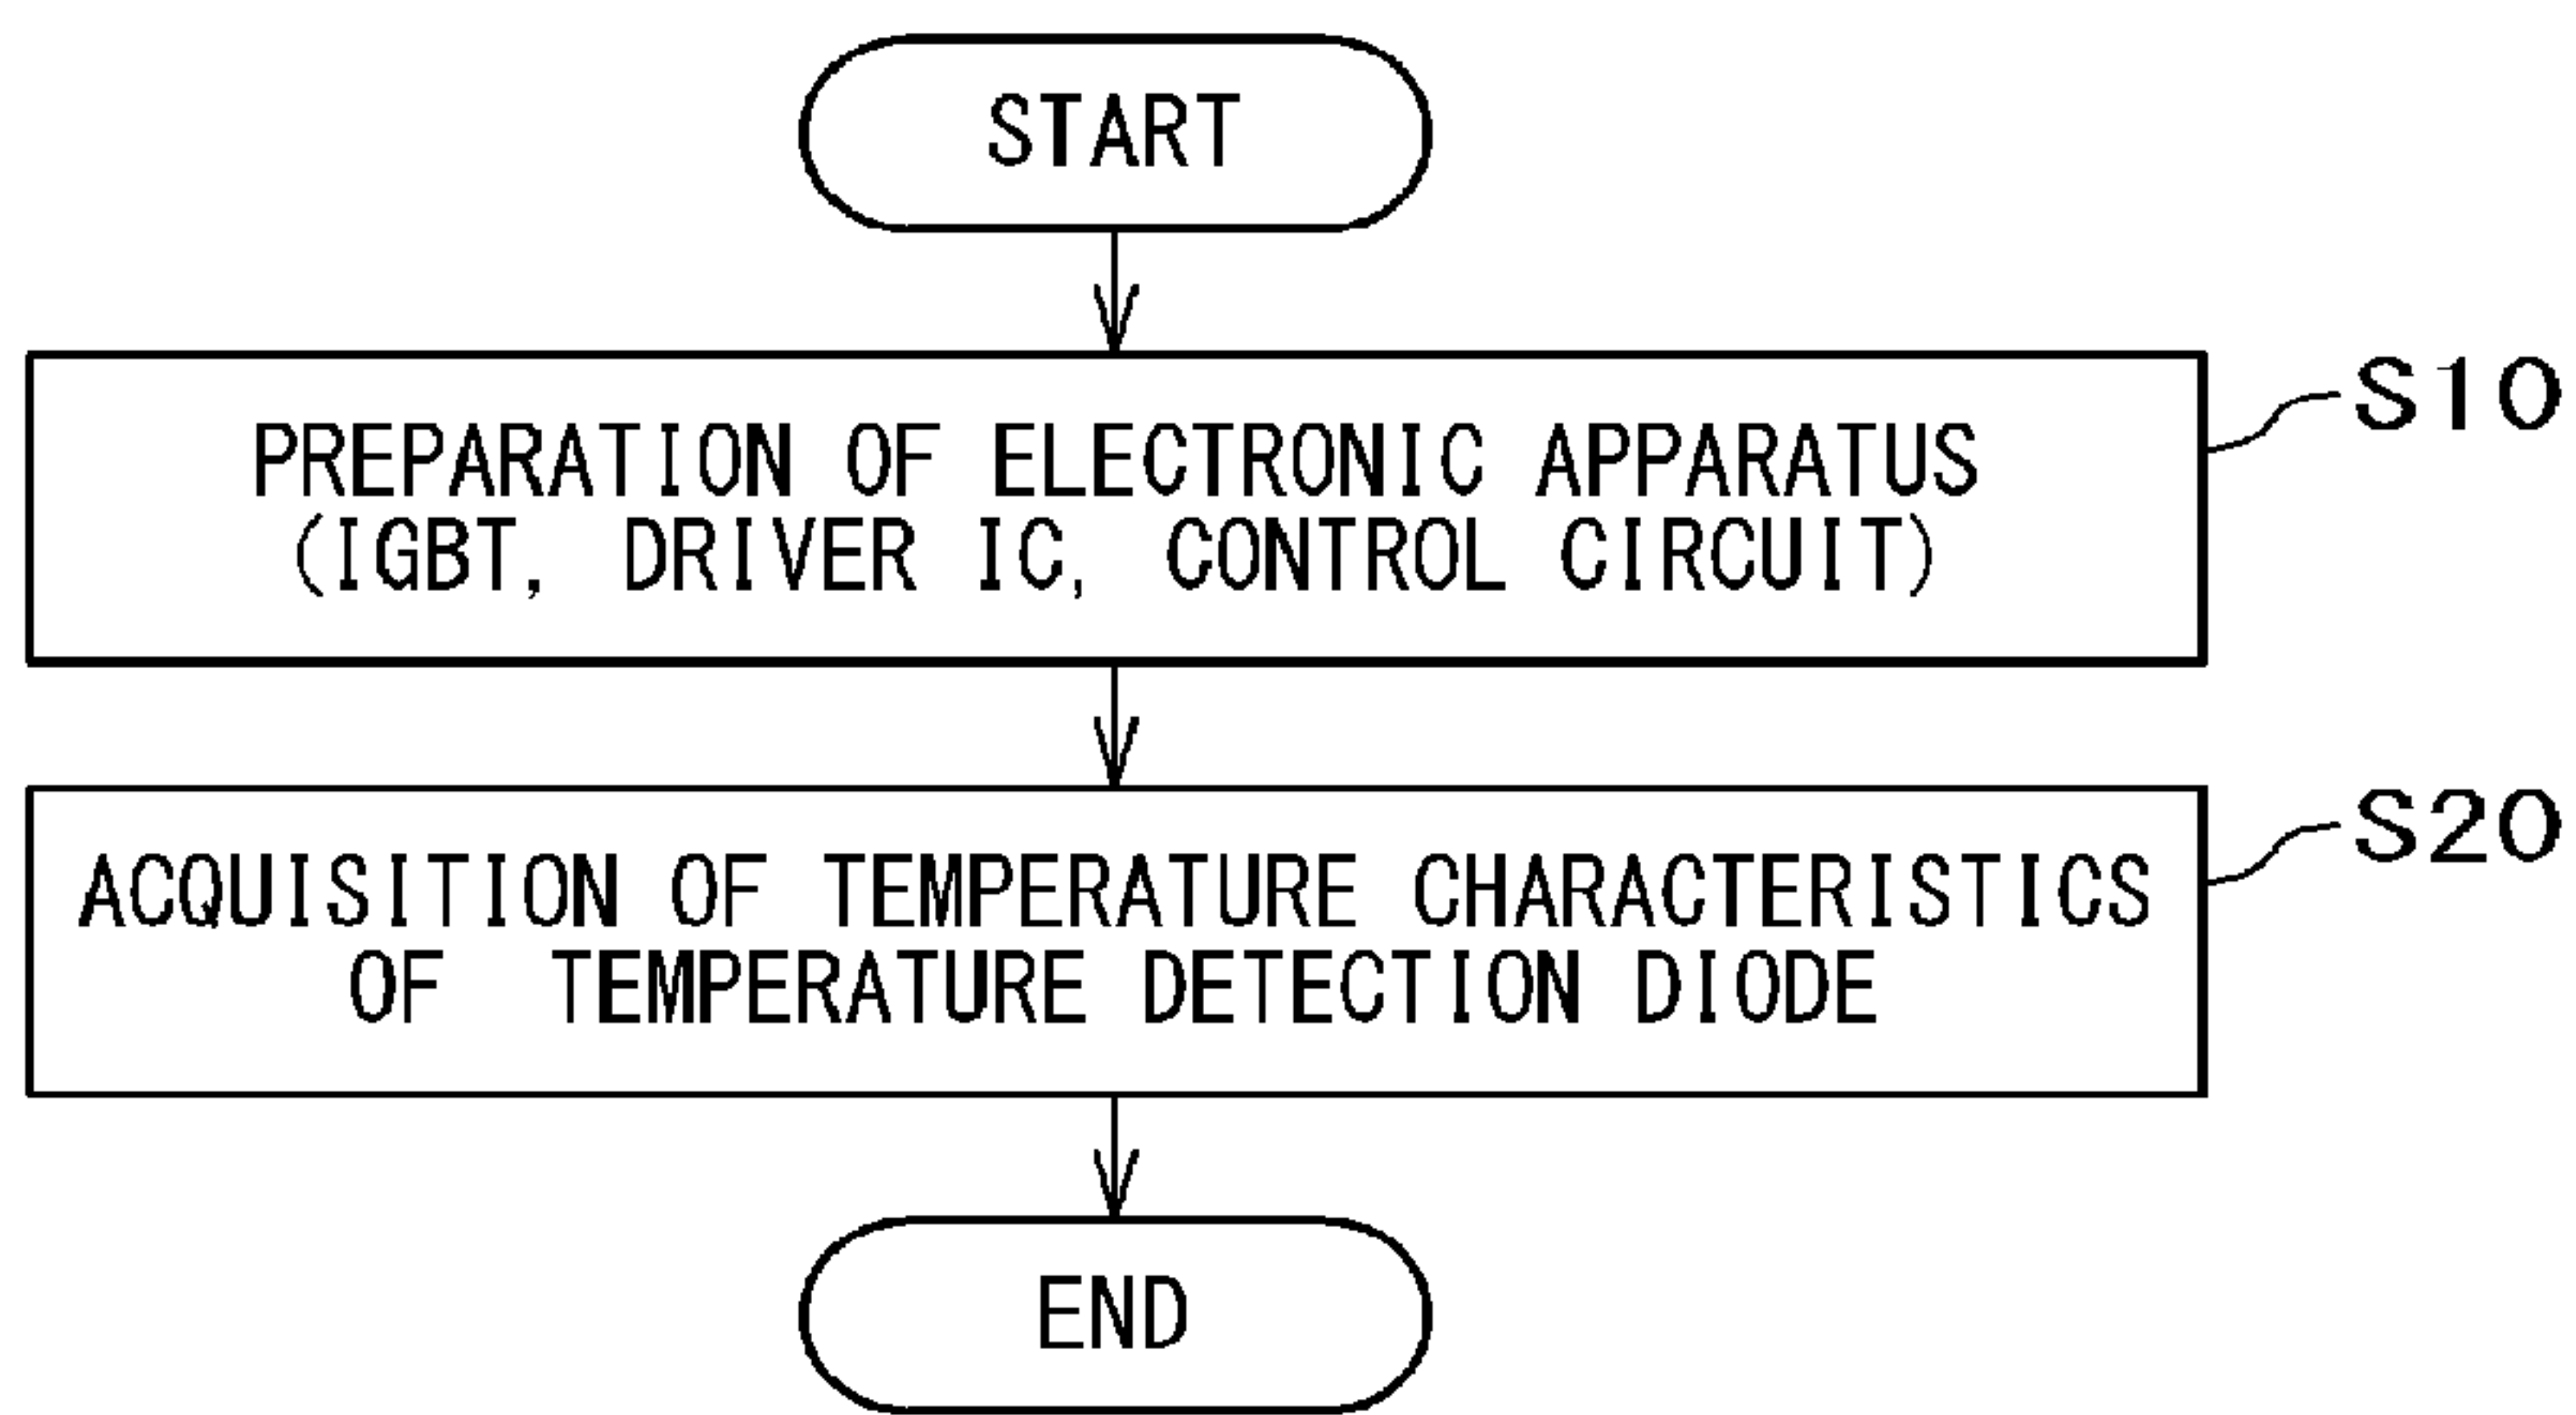 START
PREPARATION OF ELECTRONIC APPARATUS
(IGBT, DRIVER IC, CONTROL CIRCUIT)
S10
ACQUISITION OF TEMPERATURE CHARACTERISTICS
OF TEMPERATURE DETECTION DIODE
S20
END